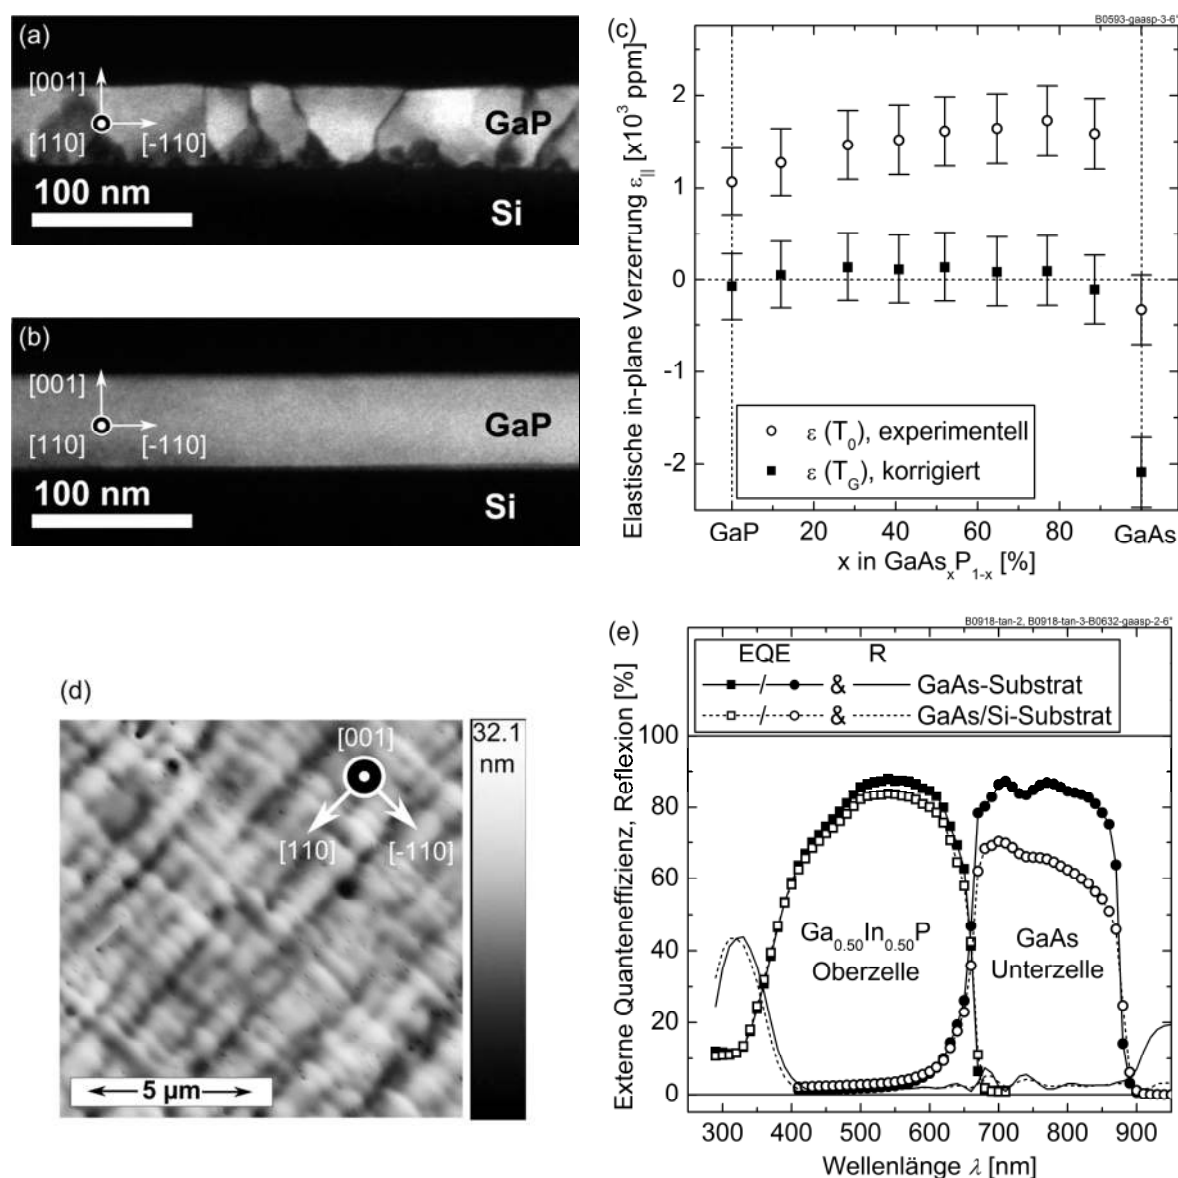 (a)
[001]
[110]
[-110]
GaP
100 nm
Si
(b)
[001]
[110]
[-110]
GaP
100 nm
Si
(c)
B0593-gaasp-3-6°
Elastische in-plane Verzerrung ε|| [x10³ ppm]
2
1
0
-1
-2
ε (T₀), experimentell
ε (T_G), korrigiert
GaP 20 40 60 80 GaAs
x in GaAsₓP₁₋ₓ [%]
(d)
[001]
[110]
[-110]
5 µm
32.1
nm
(e)
B0918-tan-2, B0918-tan-3-B0632-gaasp-2-6°
Externe Quanteneffizienz, Reflexion [%]
EQE R
/ & GaAs-Substrat
/ & GaAs/Si-Substrat
100
80
60
40
20
0
Ga₀.₅₀In₀.₅₀P
Oberzelle
GaAs
Unterzelle
300 400 500 600 700 800 900
Wellenlänge λ [nm]